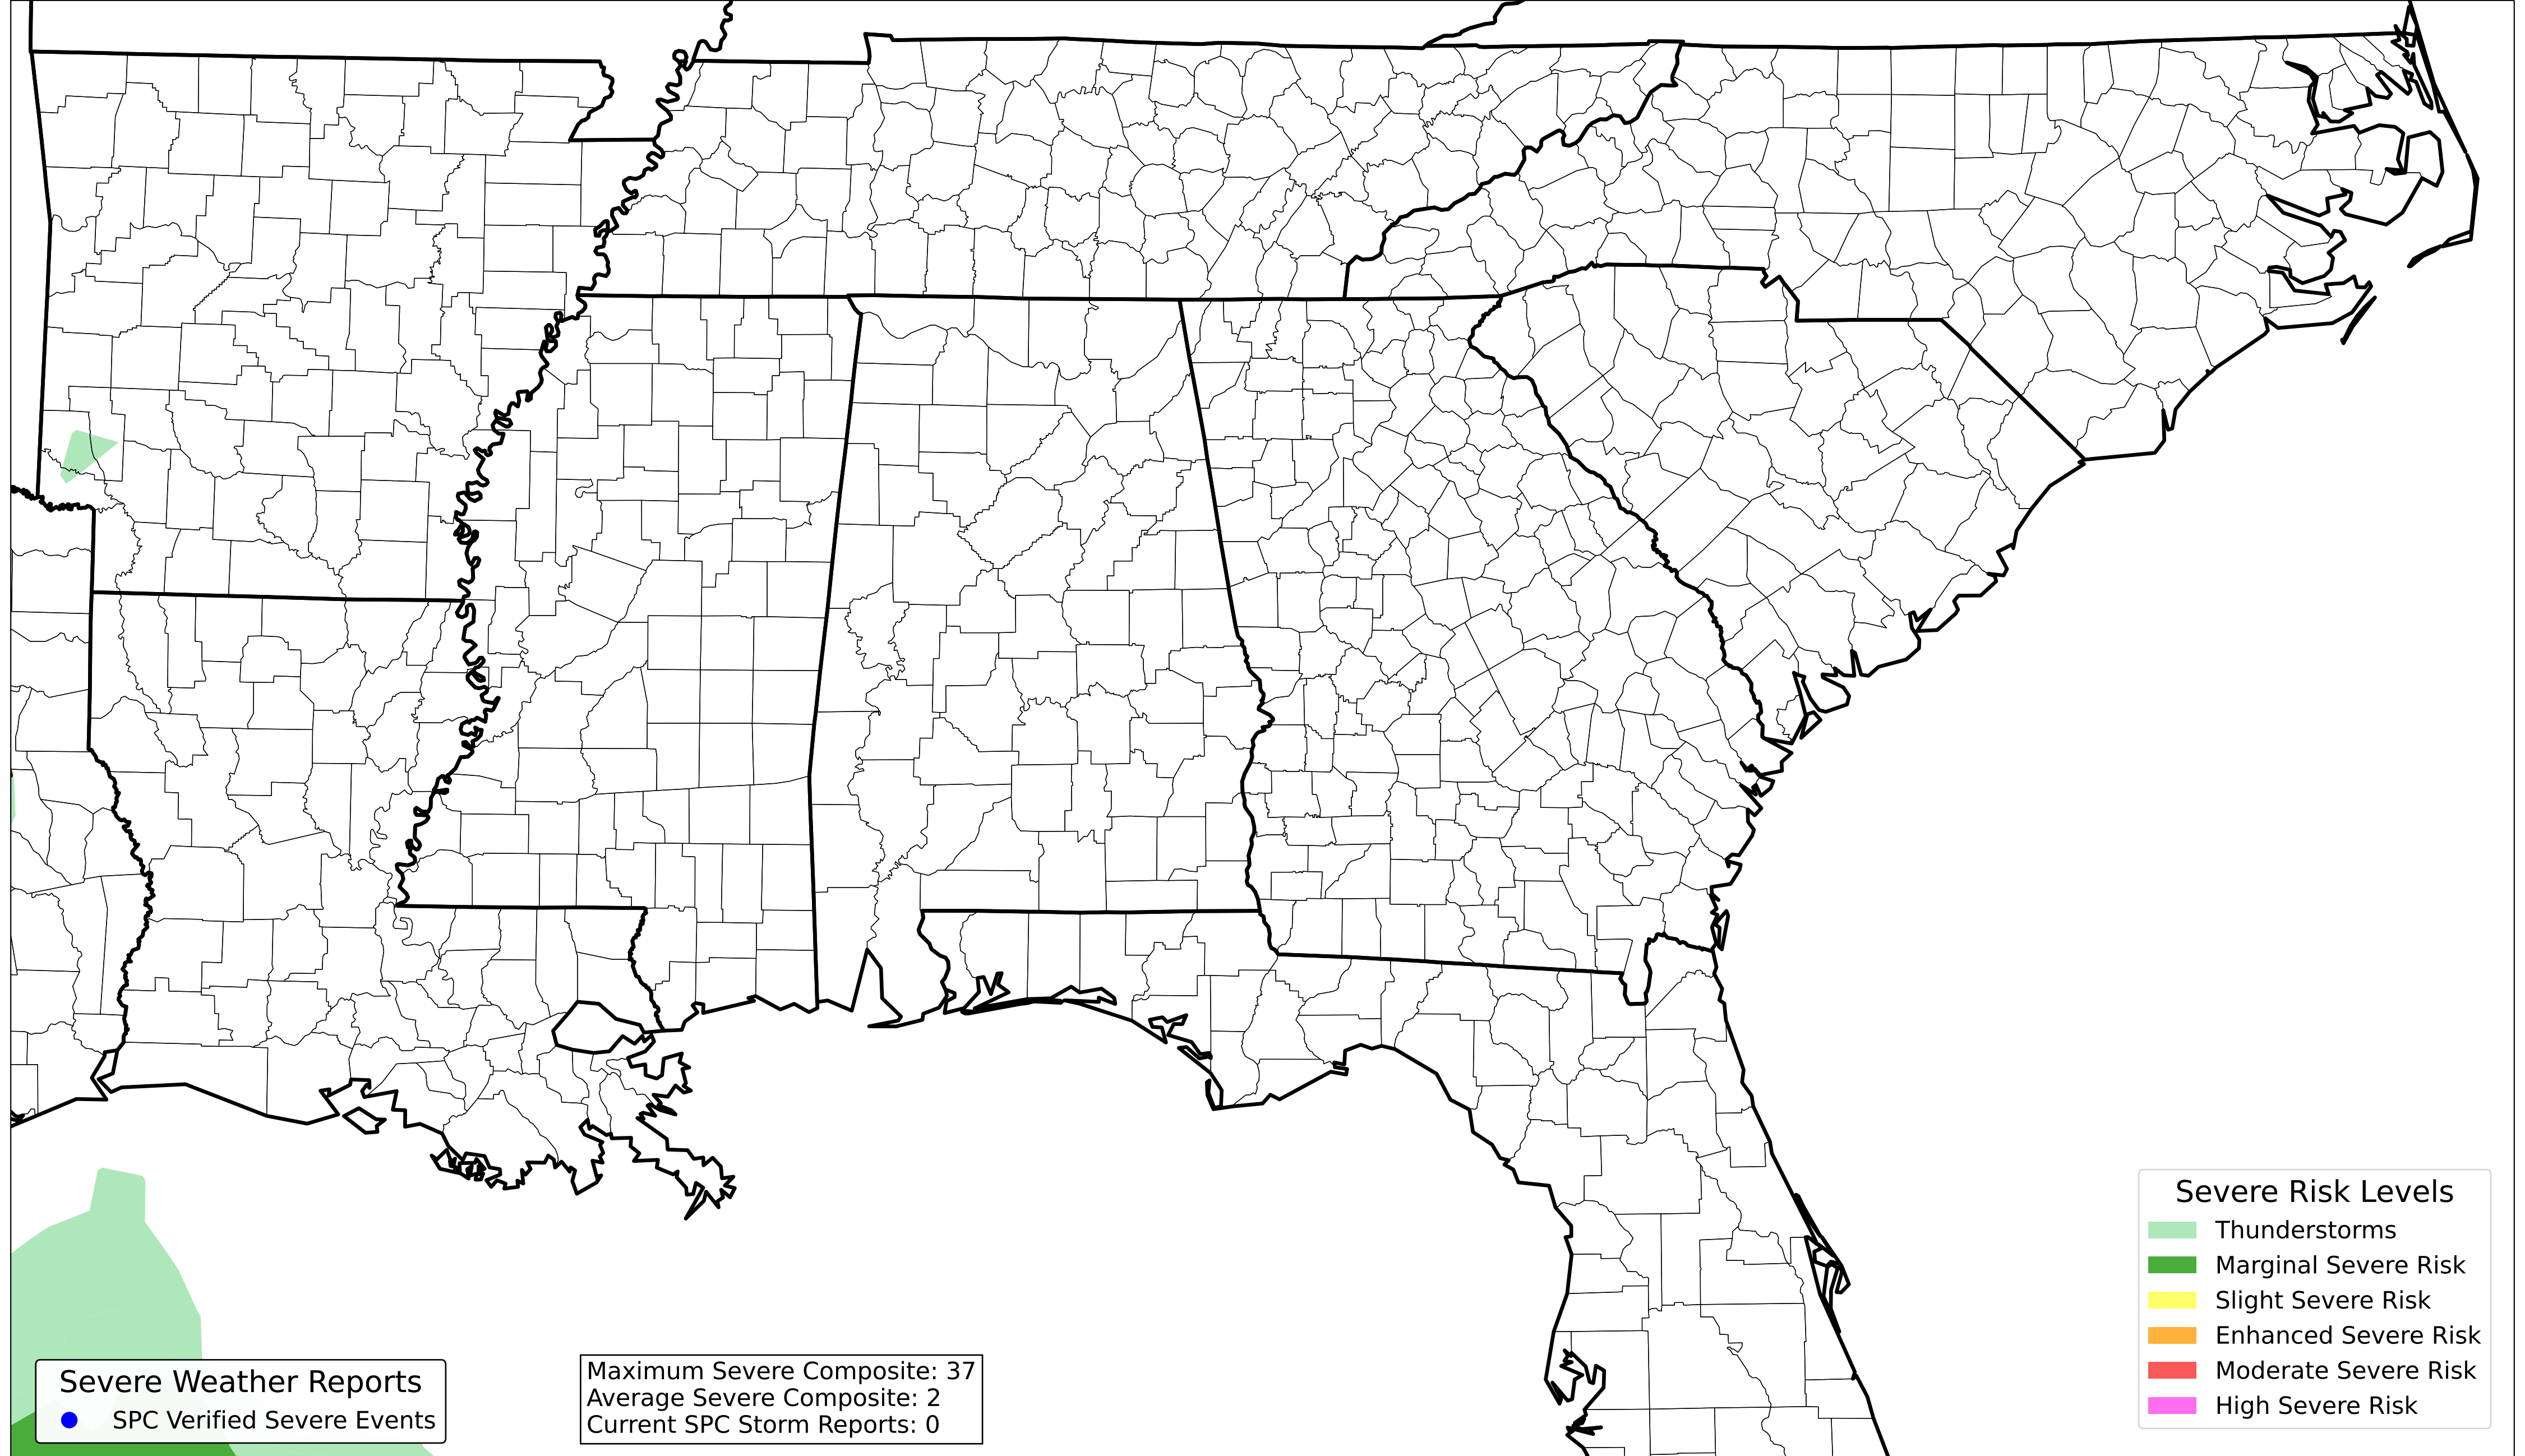 Severe Weather Reports
SPC Verified Severe Events
Maximum Severe Composite: 37
Average Severe Composite: 2
Current SPC Storm Reports: 0
Severe Risk Levels
Thunderstorms
Marginal Severe Risk
Slight Severe Risk
Enhanced Severe Risk
Moderate Severe Risk
High Severe Risk